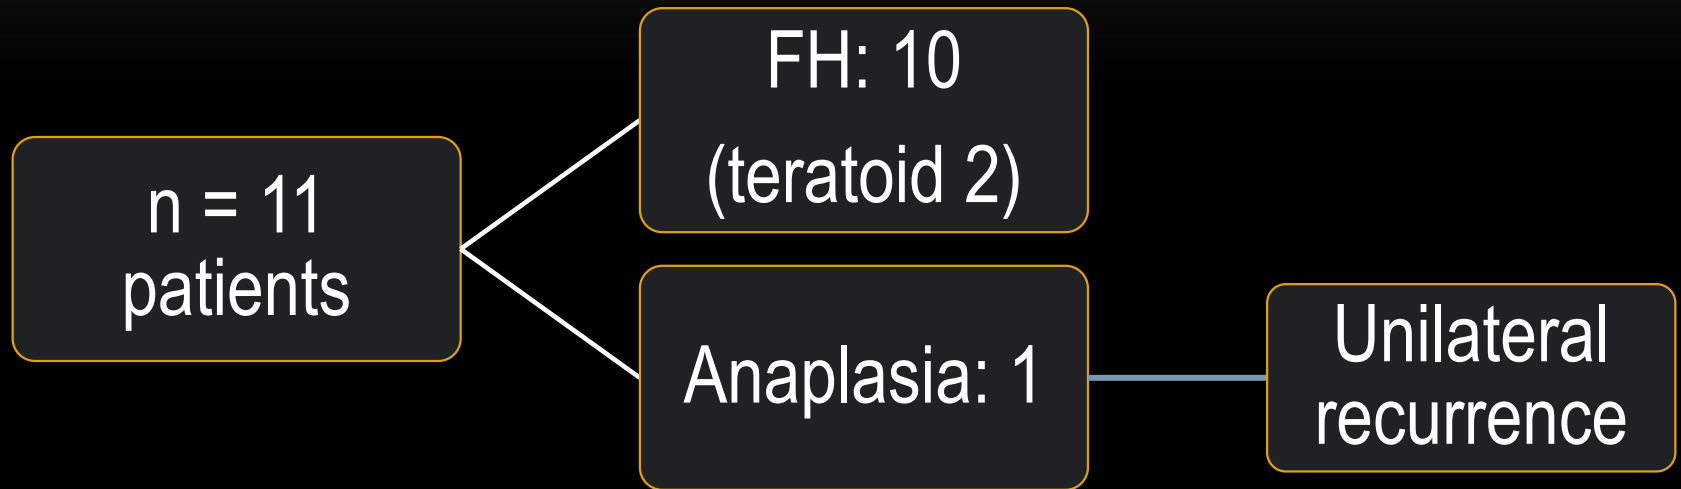 n = 11
patients
FH: 10
(teratoid 2)
Anaplasia: 1
Unilateral
recurrence